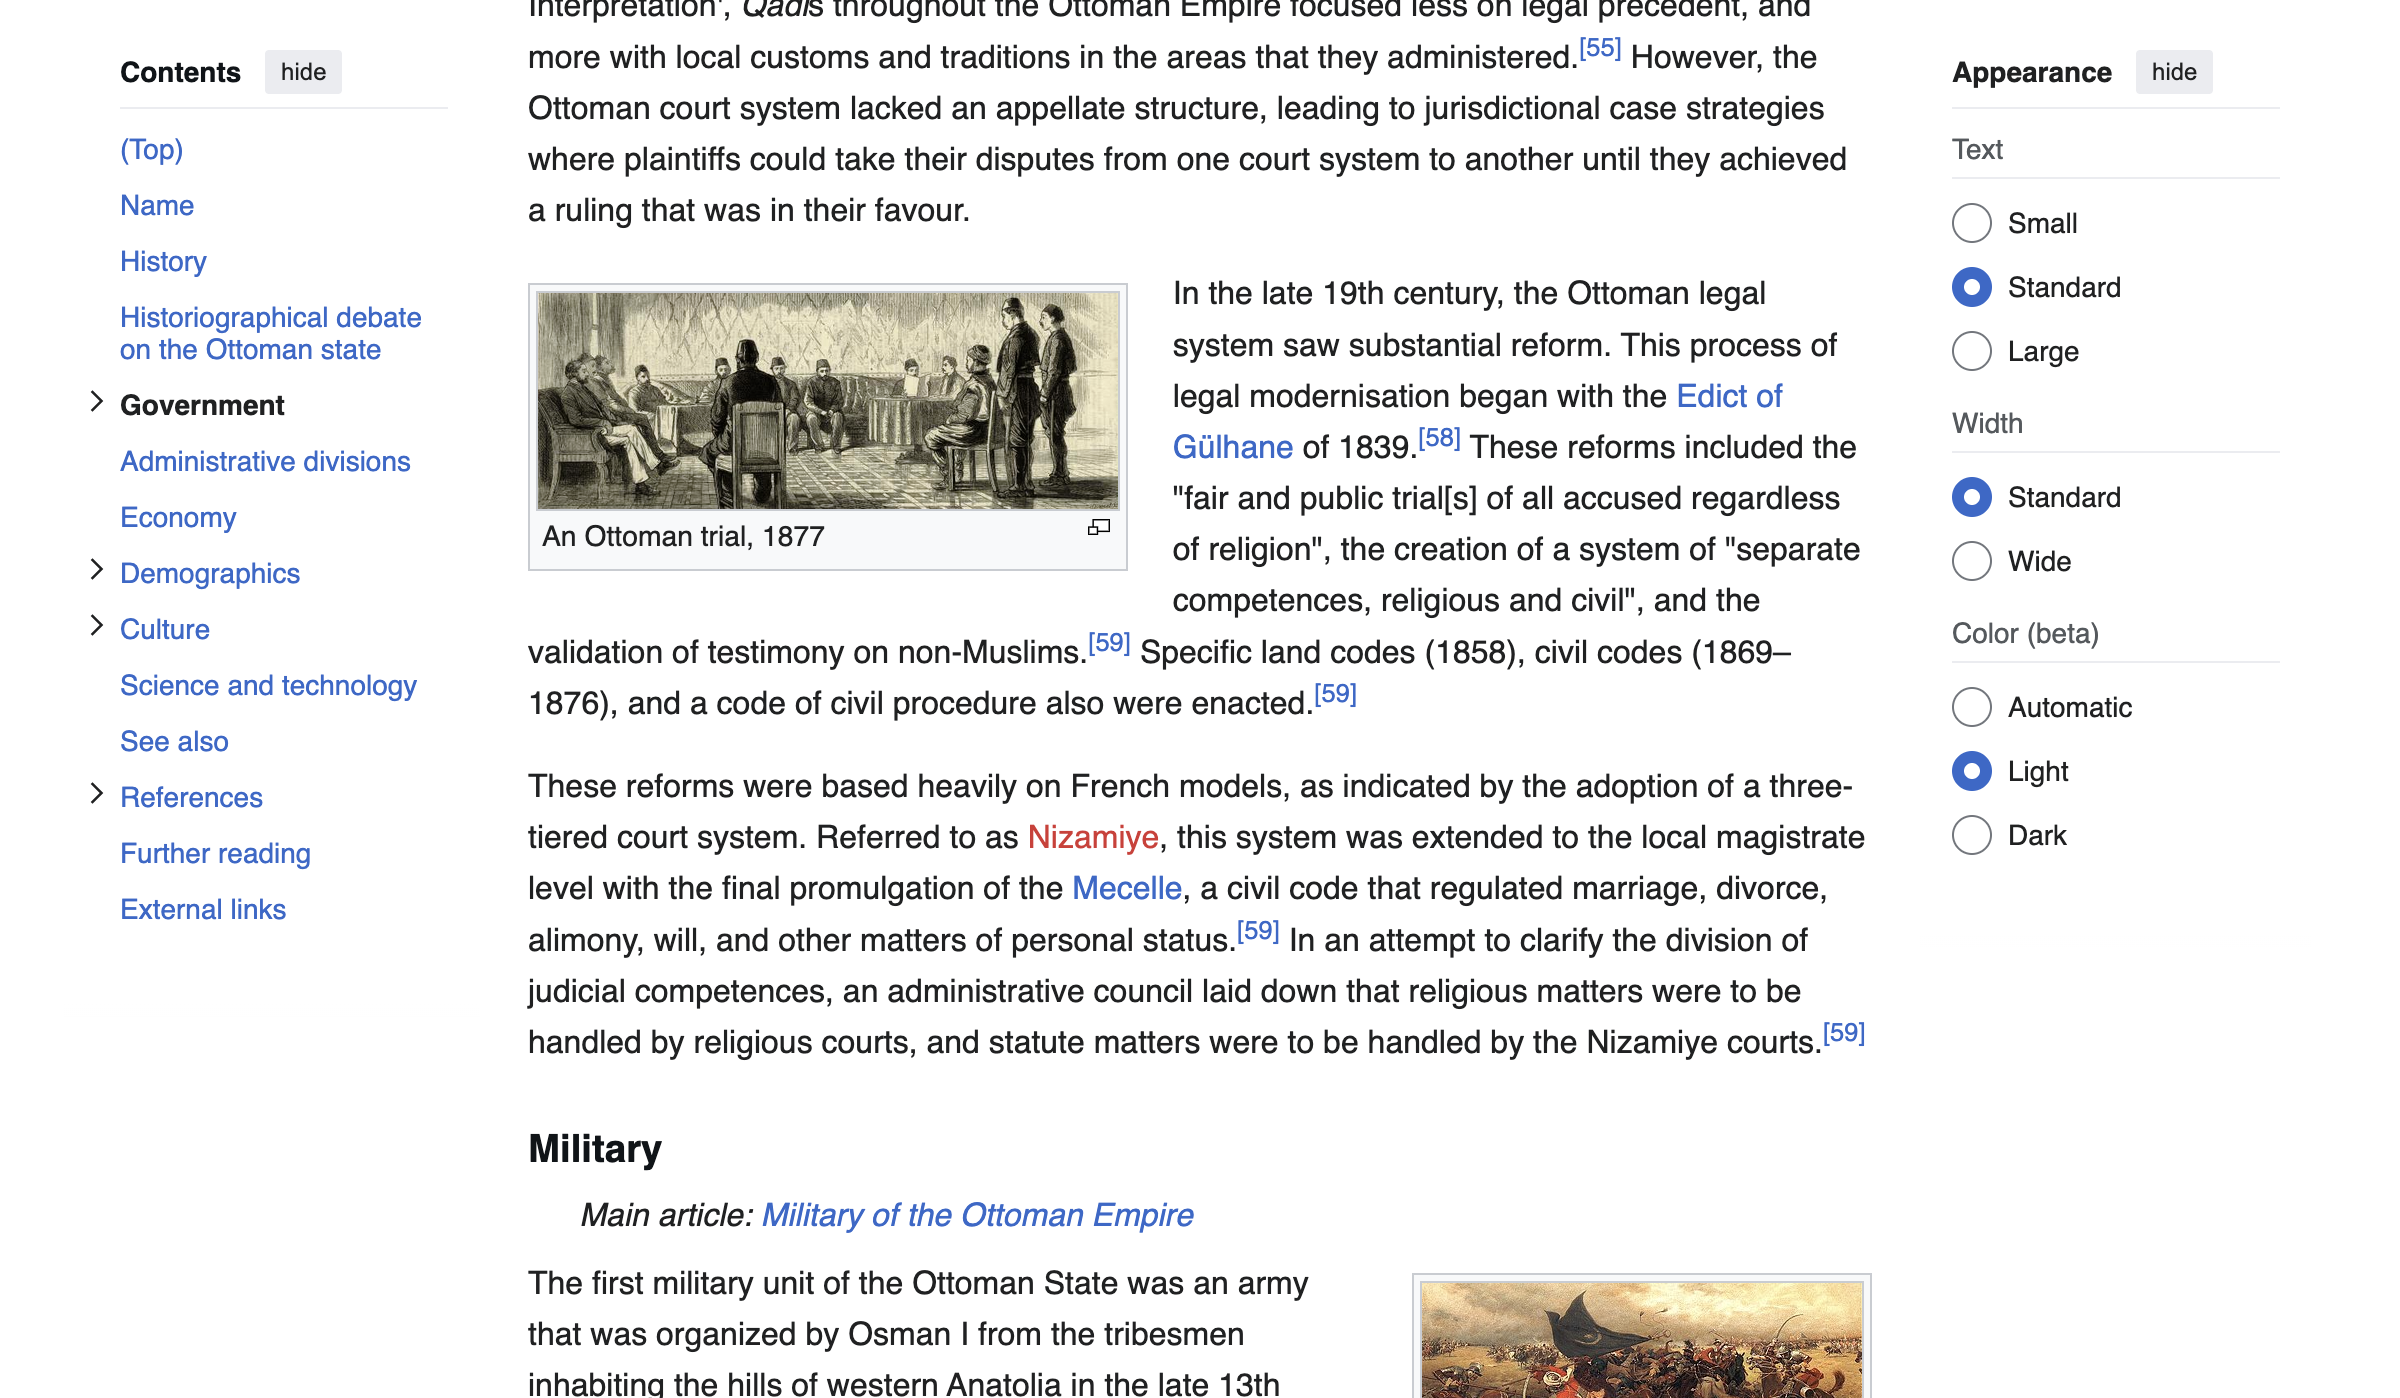 Contents hide
(Top)
Name
History
Historiographical debate
on the Ottoman state
Government
Administrative divisions
Economy
Demographics
Culture
Science and technology
See also
References
Further reading
External links
Interpretation', Qadis throughout the Ottoman Empire focused less on legal precedent, and
more with local customs and traditions in the areas that they administered.[55] However, the
Ottoman court system lacked an appellate structure, leading to jurisdictional case strategies
where plaintiffs could take their disputes from one court system to another until they achieved
a ruling that was in their favour.
An Ottoman trial, 1877
In the late 19th century, the Ottoman legal
system saw substantial reform. This process of
legal modernisation began with the Edict of
Gülhane of 1839.[58] These reforms included the
"fair and public trial[s] of all accused regardless
of religion", the creation of a system of "separate
competences, religious and civil", and the
validation of testimony on non-Muslims.[59] Specific land codes (1858), civil codes (1869–
1876), and a code of civil procedure also were enacted.[59]
These reforms were based heavily on French models, as indicated by the adoption of a three-
tiered court system. Referred to as Nizamiye, this system was extended to the local magistrate
level with the final promulgation of the Mecelle, a civil code that regulated marriage, divorce,
alimony, will, and other matters of personal status.[59] In an attempt to clarify the division of
judicial competences, an administrative council laid down that religious matters were to be
handled by religious courts, and statute matters were to be handled by the Nizamiye courts.[59]
Military
Main article: Military of the Ottoman Empire
The first military unit of the Ottoman State was an army
that was organized by Osman I from the tribesmen
inhabiting the hills of western Anatolia in the late 13th
Appearance hide
Text
Small
Standard
Large
Width
Standard
Wide
Color (beta)
Automatic
Light
Dark